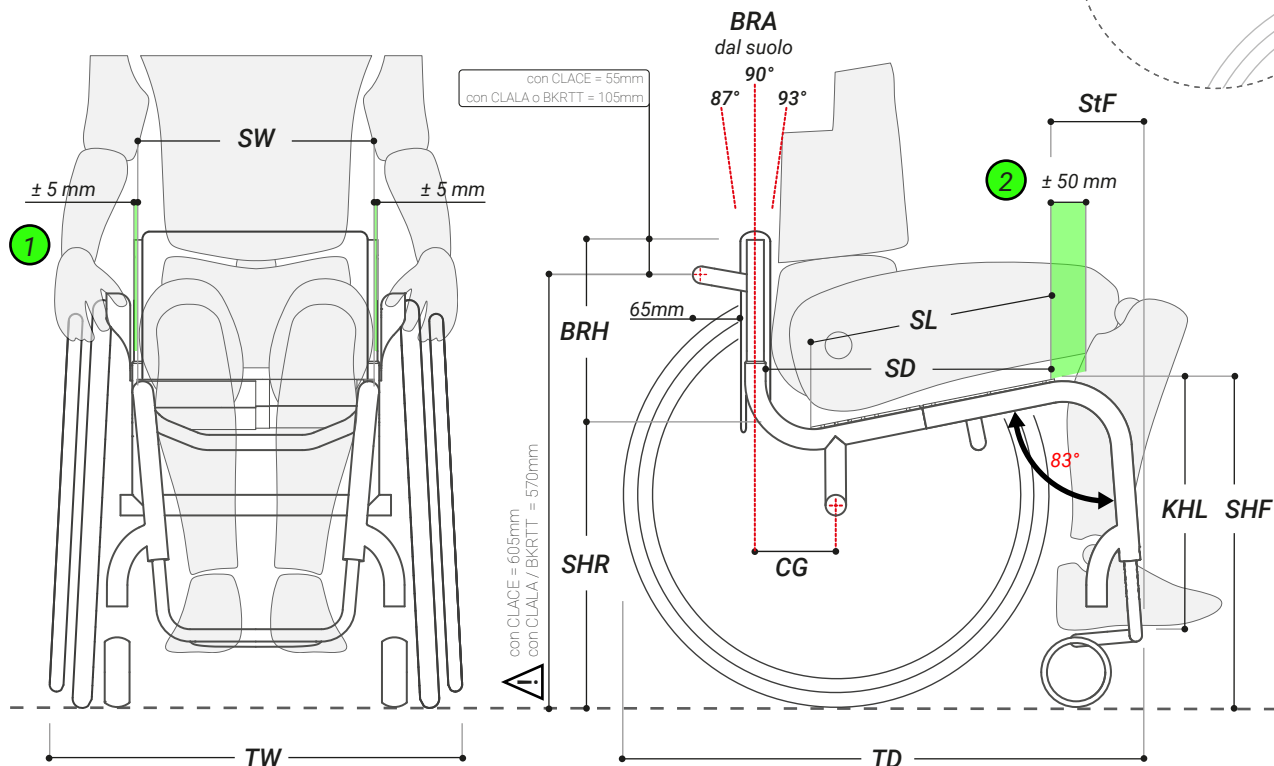 BRA
dal suolo
90°
87°
93°
con CLACE = 55mm
con CLALA o BKRTT = 105mm
StF
SW
± 5 mm
± 5 mm
2
± 50 mm
1
65mm
BRH
SL
SD
83°
KHL
SHF
SHR
CG
con CLACE = 605mm
con CLALA / BKRTT = 570mm
!
TW
TD